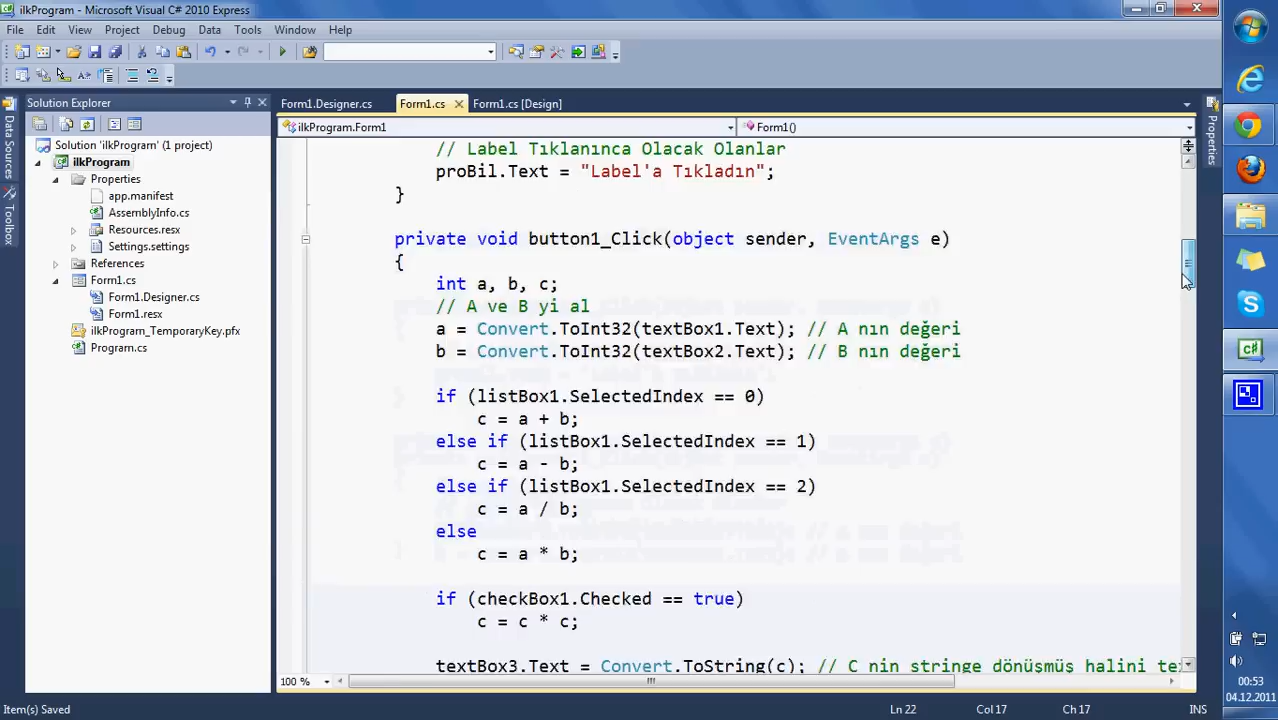 ilkProgram - Microsoft Visual C# 2010 Express
File Edit View Project Debug Data Tools Window Help
Solution Explorer
Form1.Designer.cs
Form1.cs
Form1.cs [Design]
Data Sources
Toolbox
Properties
ilkProgram.Form1
Form1()
Solution 'ilkProgram' (1 project)
ilkProgram
Properties
app.manifest
AssemblyInfo.cs
Resources.resx
Settings.settings
References
Form1.cs
Form1.Designer.cs
Form1.resx
ilkProgram_TemporaryKey.pfx
Program.cs
// Label Tıklanınca Olacak Olanlar
proBil.Text = "Label'a Tıkladın";
}
private void button1_Click(object sender, EventArgs e)
{
int a, b, c;
// A ve B yi al
a = Convert.ToInt32(textBox1.Text); // A nın değeri
b = Convert.ToInt32(textBox2.Text); // B nın değeri
if (listBox1.SelectedIndex == 0)
c = a + b;
else if (listBox1.SelectedIndex == 1)
c = a - b;
else if (listBox1.SelectedIndex == 2)
c = a / b;
else
c = a * b;
if (checkBox1.Checked == true)
c = c * c;
textBox3.Text = Convert.ToString(c); // C nin stringe dönüşmüş halini te
100 %
Item(s) Saved
Ln 22
Col 17
Ch 17
INS
00:53
04.12.2011